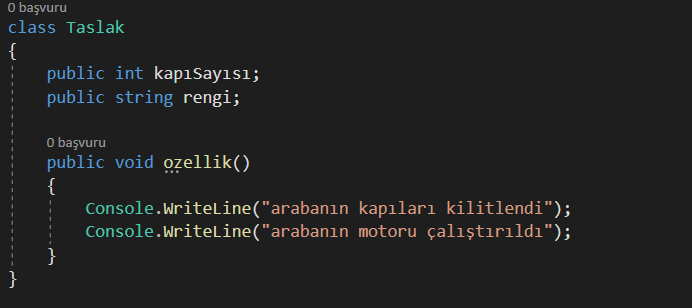 0 başvuru
class Taslak
{
public int kapıSayısı;
public string rengi;
0 başvuru
public void ozellik()
{
Console.WriteLine("arabanın kapıları kilitlendi");
Console.WriteLine("arabanın motoru çalıştırıldı");
}
}